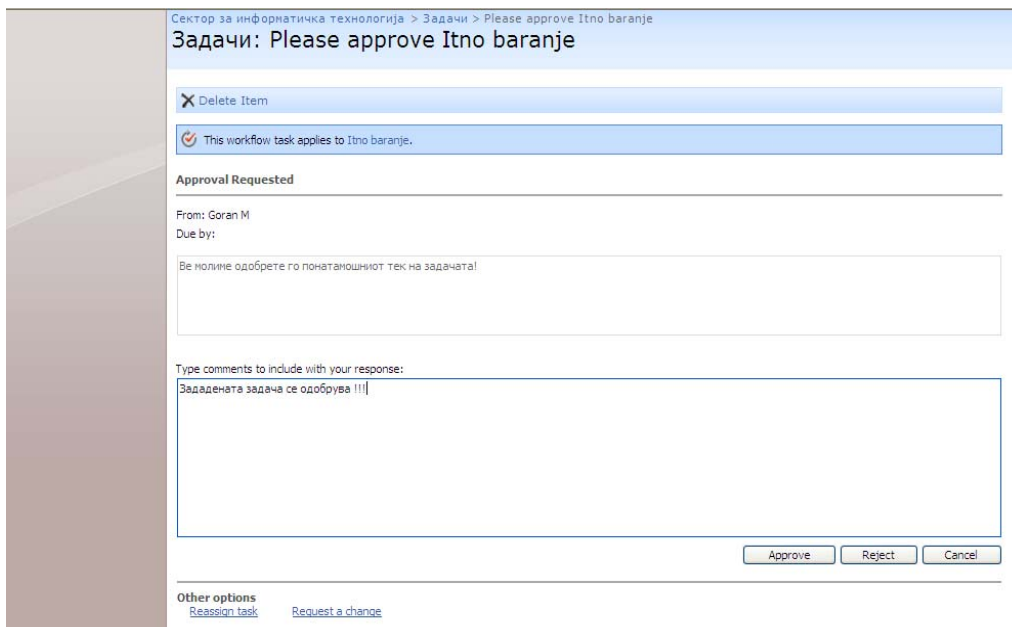 Сектор за информатичка технологија > Задачи > Please approve Itno baranje
Задачи: Please approve Itno baranje
Delete Item
This workflow task applies to Itno baranje.
Approval Requested
From: Goran M
Due by:
Ве молиме одобрете го понатамошниот тек на задачата!
Type comments to include with your response:
Зададената задача се одобрува !!!
Approve Reject Cancel
Other options
Reassign task Request a change